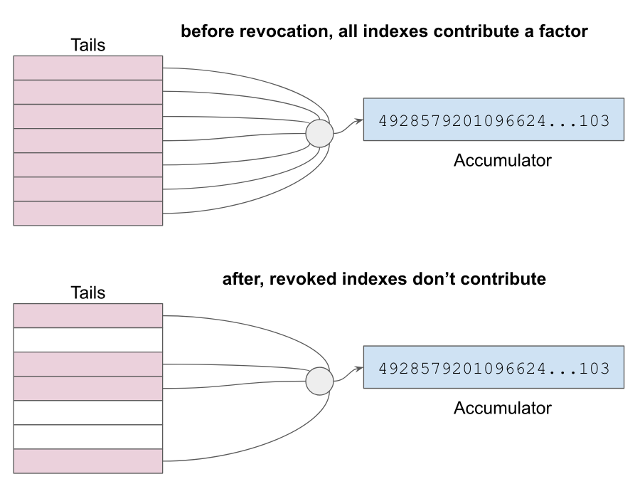 before revocation, all indexes contribute a factor
Tails
4928579201096624...103
Accumulator
after, revoked indexes don’t contribute
Tails
4928579201096624...103
Accumulator